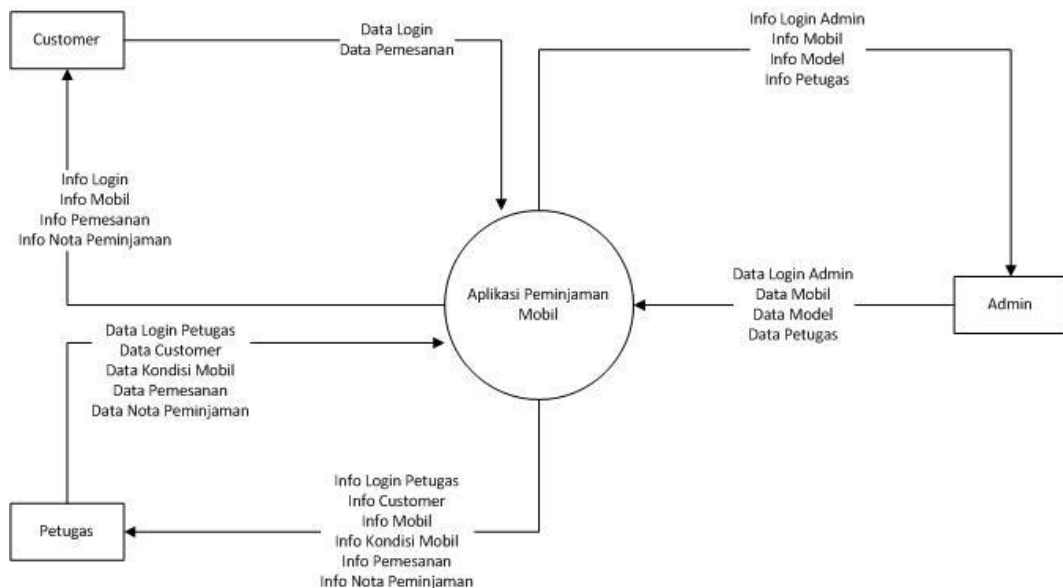 Customer
Data Login
Data Pemesanan
Info Login Admin
Info Mobil
Info Model
Info Petugas
Info Login
Info Mobil
Info Pemesanan
Info Nota Peminjaman
Aplikasi Peminjaman
Mobil
Data Login Admin
Data Mobil
Data Model
Data Petugas
Admin
Data Login Petugas
Data Customer
Data Kondisi Mobil
Data Pemesanan
Data Nota Peminjaman
Petugas
Info Login Petugas
Info Customer
Info Mobil
Info Kondisi Mobil
Info Pemesanan
Info Nota Peminjaman